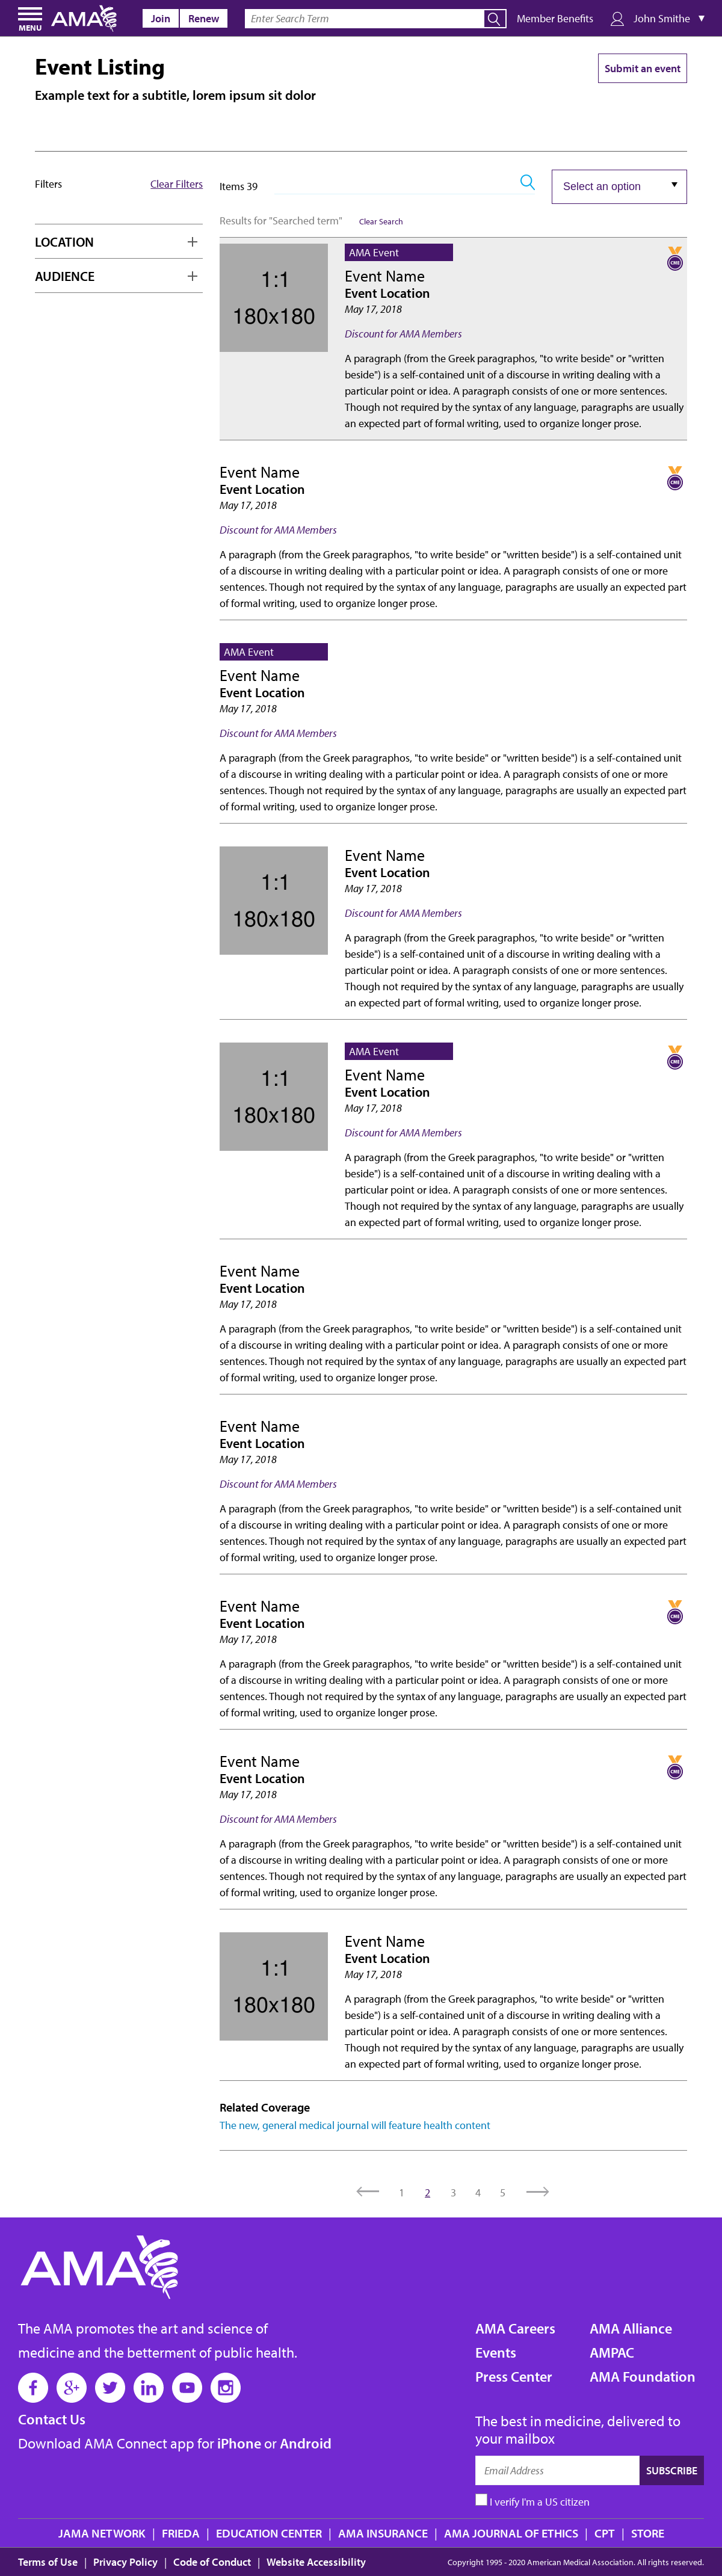 MENU
AMA
Join
Renew
Enter Search Term
Member Benefits
John Smithe ▼
Event Listing
Submit an event
Example text for a subtitle, lorem ipsum sit dolor
Filters
Clear Filters
LOCATION
AUDIENCE
Items 39
Select an option
Results for "Searched term"
Clear Search
1:1
180x180
AMA Event
CME
Event Name
Event Location
May 17, 2018
Discount for AMA Members
A paragraph (from the Greek paragraphos, "to write beside" or "written
beside") is a self-contained unit of a discourse in writing dealing with a
particular point or idea. A paragraph consists of one or more sentences.
Though not required by the syntax of any language, paragraphs are usually
an expected part of formal writing, used to organize longer prose.
Event Name
CME
Event Location
May 17, 2018
Discount for AMA Members
A paragraph (from the Greek paragraphos, "to write beside" or "written beside") is a self-contained unit
of a discourse in writing dealing with a particular point or idea. A paragraph consists of one or more
sentences. Though not required by the syntax of any language, paragraphs are usually an expected part
of formal writing, used to organize longer prose.
AMA Event
Event Name
Event Location
May 17, 2018
Discount for AMA Members
A paragraph (from the Greek paragraphos, "to write beside" or "written beside") is a self-contained unit
of a discourse in writing dealing with a particular point or idea. A paragraph consists of one or more
sentences. Though not required by the syntax of any language, paragraphs are usually an expected part
of formal writing, used to organize longer prose.
1:1
180x180
Event Name
Event Location
May 17, 2018
Discount for AMA Members
A paragraph (from the Greek paragraphos, "to write beside" or "written
beside") is a self-contained unit of a discourse in writing dealing with a
particular point or idea. A paragraph consists of one or more sentences.
Though not required by the syntax of any language, paragraphs are usually
an expected part of formal writing, used to organize longer prose.
1:1
180x180
AMA Event
CME
Event Name
Event Location
May 17, 2018
Discount for AMA Members
A paragraph (from the Greek paragraphos, "to write beside" or "written
beside") is a self-contained unit of a discourse in writing dealing with a
particular point or idea. A paragraph consists of one or more sentences.
Though not required by the syntax of any language, paragraphs are usually
an expected part of formal writing, used to organize longer prose.
Event Name
Event Location
May 17, 2018
A paragraph (from the Greek paragraphos, "to write beside" or "written beside") is a self-contained unit
of a discourse in writing dealing with a particular point or idea. A paragraph consists of one or more
sentences. Though not required by the syntax of any language, paragraphs are usually an expected part
of formal writing, used to organize longer prose.
Event Name
Event Location
May 17, 2018
Discount for AMA Members
A paragraph (from the Greek paragraphos, "to write beside" or "written beside") is a self-contained unit
of a discourse in writing dealing with a particular point or idea. A paragraph consists of one or more
sentences. Though not required by the syntax of any language, paragraphs are usually an expected part
of formal writing, used to organize longer prose.
Event Name
CME
Event Location
May 17, 2018
A paragraph (from the Greek paragraphos, "to write beside" or "written beside") is a self-contained unit
of a discourse in writing dealing with a particular point or idea. A paragraph consists of one or more
sentences. Though not required by the syntax of any language, paragraphs are usually an expected part
of formal writing, used to organize longer prose.
Event Name
CME
Event Location
May 17, 2018
Discount for AMA Members
A paragraph (from the Greek paragraphos, "to write beside" or "written beside") is a self-contained unit
of a discourse in writing dealing with a particular point or idea. A paragraph consists of one or more
sentences. Though not required by the syntax of any language, paragraphs are usually an expected part
of formal writing, used to organize longer prose.
1:1
180x180
Event Name
Event Location
May 17, 2018
A paragraph (from the Greek paragraphos, "to write beside" or "written
beside") is a self-contained unit of a discourse in writing dealing with a
particular point or idea. A paragraph consists of one or more sentences.
Though not required by the syntax of any language, paragraphs are usually
an expected part of formal writing, used to organize longer prose.
Related Coverage
The new, general medical journal will feature health content
1 2 3 4 5
AMA
The AMA promotes the art and science of
medicine and the betterment of public health.
Contact Us
Download AMA Connect app for iPhone or Android
AMA Careers
AMA Alliance
Events
AMPAC
Press Center
AMA Foundation
The best in medicine, delivered to
your mailbox
Email Address
SUBSCRIBE
I verify I'm a US citizen
JAMA NETWORK | FRIEDA | EDUCATION CENTER | AMA INSURANCE | AMA JOURNAL OF ETHICS | CPT | STORE
Terms of Use | Privacy Policy | Code of Conduct | Website Accessibility
Copyright 1995 - 2020 American Medical Association. All rights reserved.